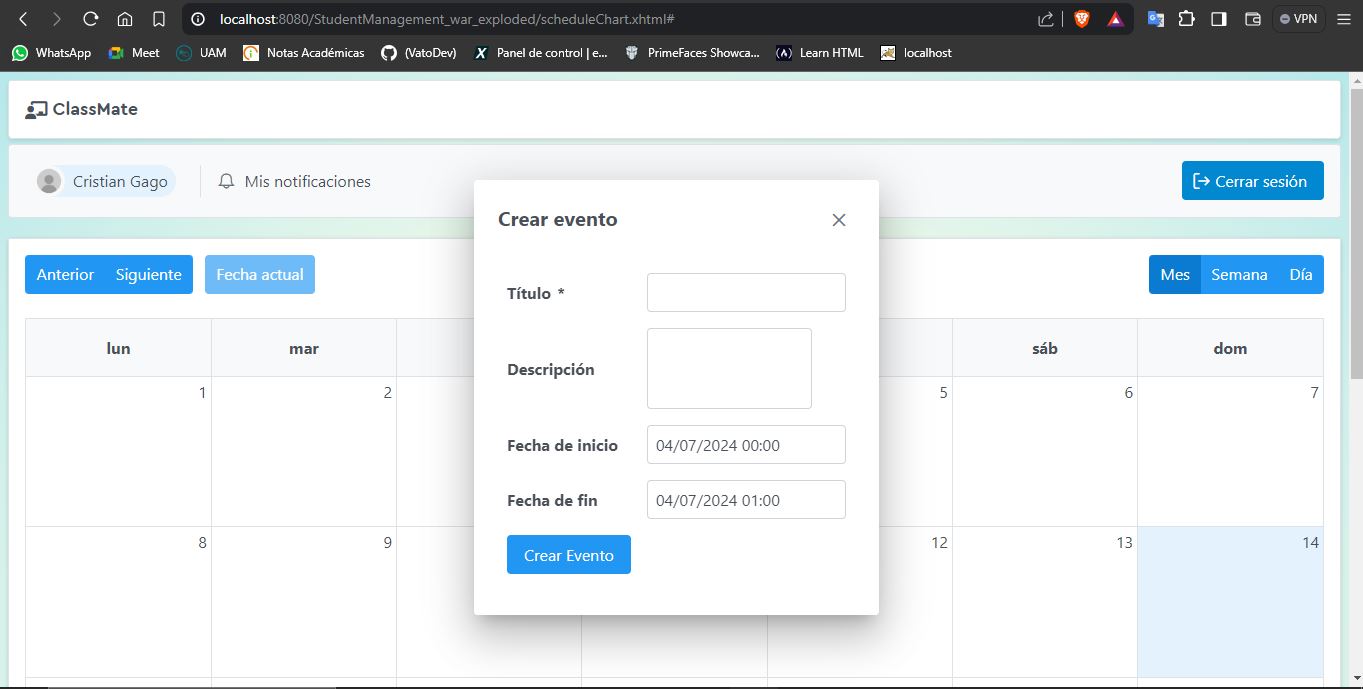 localhost:8080/StudentManagement_war_exploded/scheduleChart.xhtml#
VPN
WhatsApp Meet UAM Notas Académicas (VatoDev) Panel de control | e... PrimeFaces Showca... Learn HTML localhost
ClassMate
Cristian Gago Mis notificaciones Cerrar sesión
Anterior Siguiente Fecha actual Mes Semana Día
lun mar sáb dom
1 2 5 6 7
8 9 12 13 14
Crear evento
Título *
Descripción
Fecha de inicio 04/07/2024 00:00
Fecha de fin 04/07/2024 01:00
Crear Evento